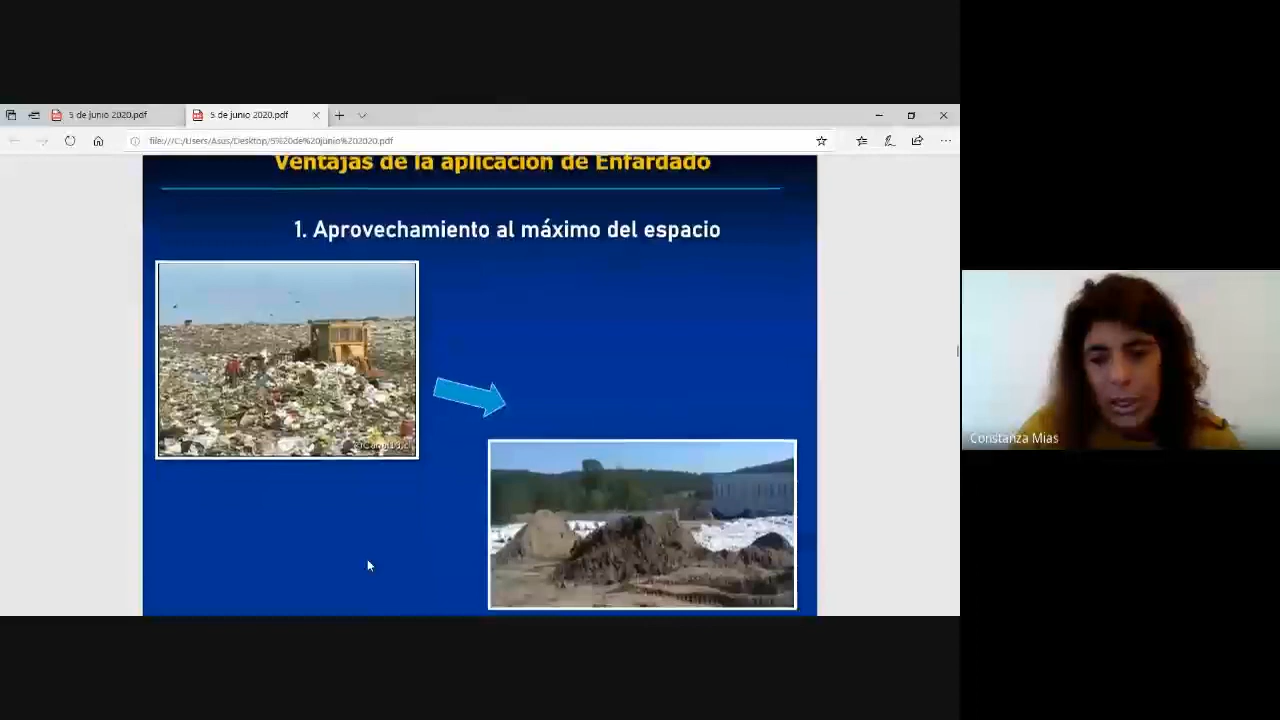 5 de junio 2020.pdf
5 de junio 2020.pdf
file:///C:/Users/Asus/Desktop/5%20de%20junio%202020.pdf
Ventajas de la aplicación de Enfardado
1. Aprovechamiento al máximo del espacio
Constanza Mias